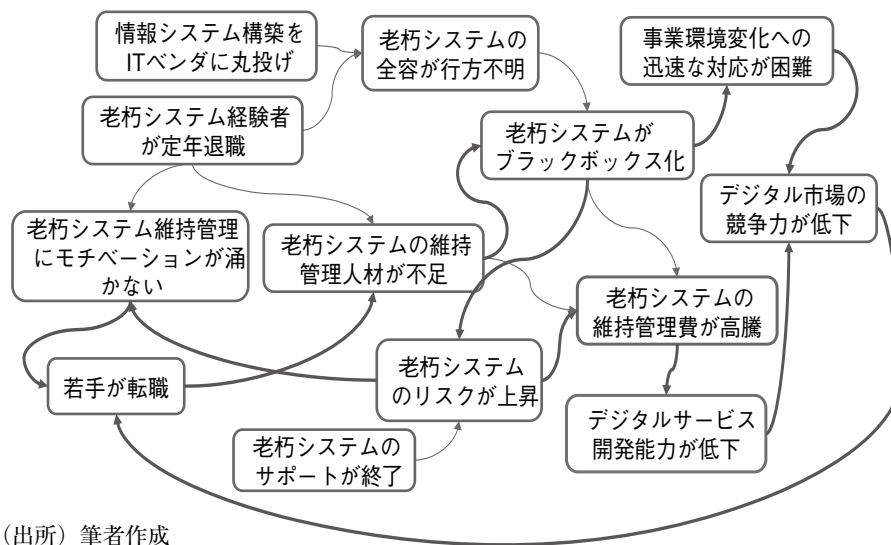 情報システム構築を
ITベンダに丸投げ
老朽システムの
全容が行方不明
事業環境変化への
迅速な対応が困難
老朽システム経験者
が定年退職
老朽システムが
ブラックボックス化
デジタル市場の
競争力が低下
老朽システム維持管理
にモチベーションが涌
かない
老朽システムの維持
管理人材が不足
老朽システムの
維持管理費が高騰
若手が転職
老朽システム
のリスクが上昇
デジタルサービス
開発能力が低下
老朽システムの
サポートが終了
（出所）筆者作成